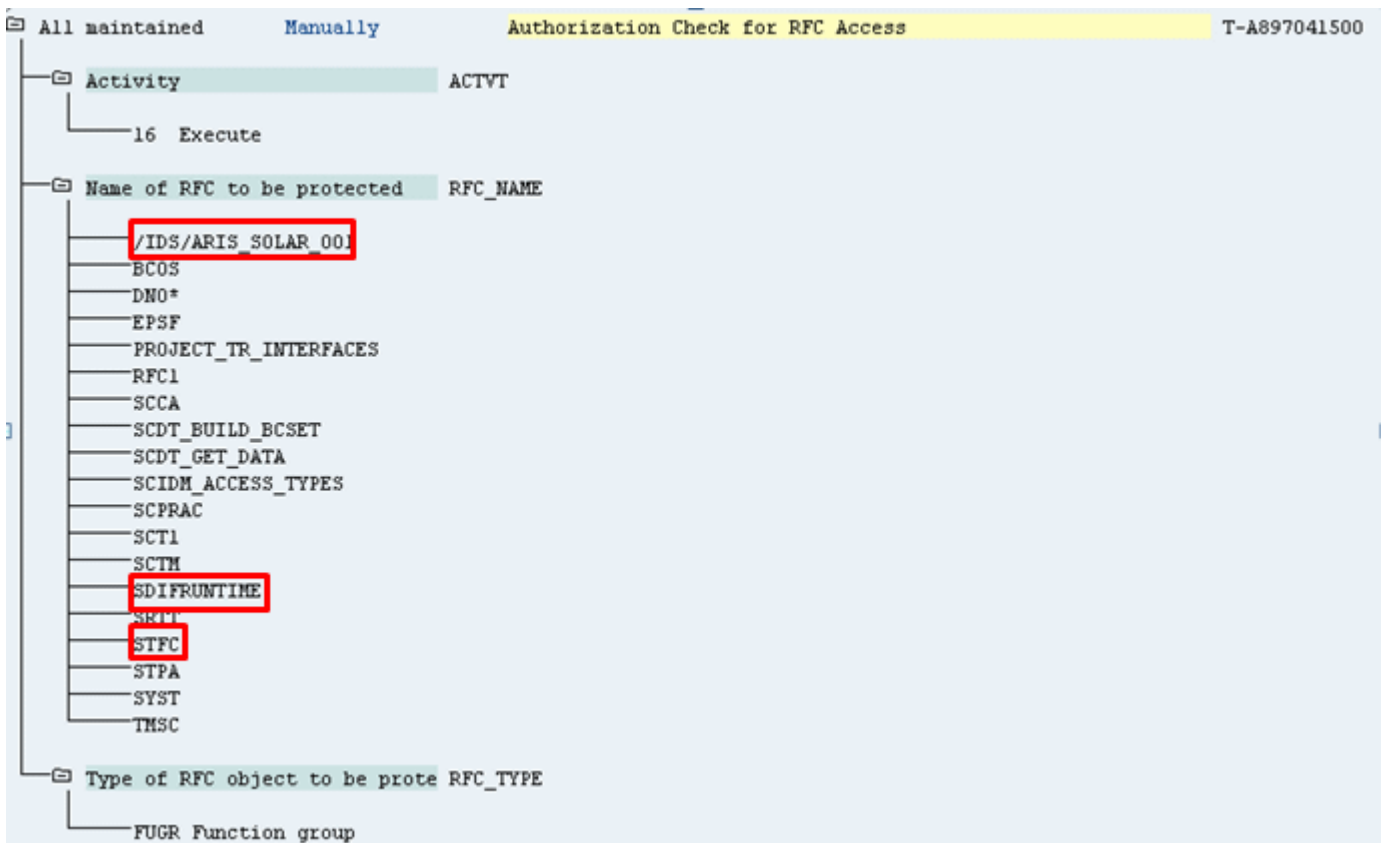 All maintained Manually Authorization Check for RFC Access T-A897041500
Activity ACTVT
16 Execute
Name of RFC to be protected RFC_NAME
/IDS/ARIS_SOLAR_001
BCOS
DNO*
EPSF
PROJECT_TR_INTERFACES
RFC1
SCCA
SCDT_BUILD_BCSET
SCDT_GET_DATA
SCIDM_ACCESS_TYPES
SCPRAC
SCT1
SCTM
SDIFRUNTIME
SRTT
STFC
STPA
SYST
TMSC
Type of RFC object to be prote RFC_TYPE
FUGR Function group